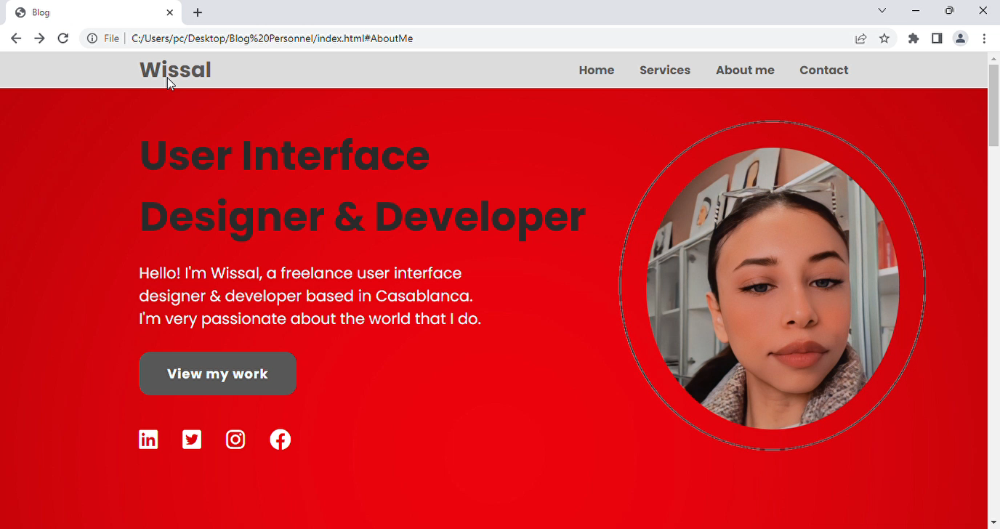 Blog
File C:/Users/pc/Desktop/Blog%20Personnel/index.html#AboutMe
Wissal Home Services About me Contact
User Interface
Designer & Developer
Hello! I'm Wissal, a freelance user interface
designer & developer based in Casablanca.
I'm very passionate about the world that I do.
View my work
in